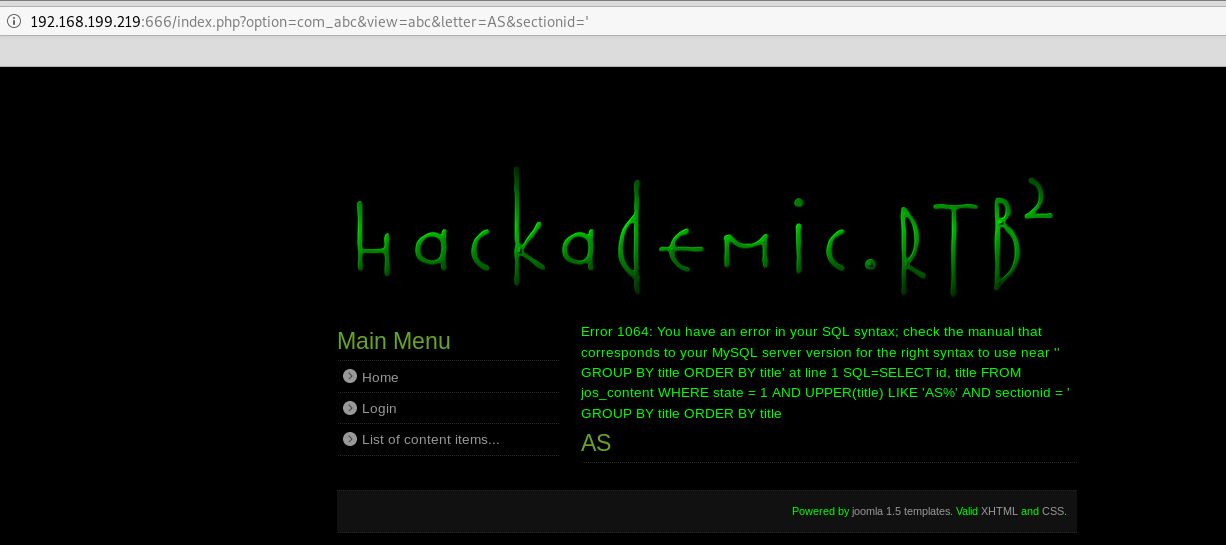 192.168.199.219:666/index.php?option=com_abc&view=abc&letter=AS&sectionid='
hackademic.RTB2
Main Menu
Home
Login
List of content items...
Error 1064: You have an error in your SQL syntax; check the manual that
corresponds to your MySQL server version for the right syntax to use near ''
GROUP BY title ORDER BY title' at line 1 SQL=SELECT id, title FROM
jos_content WHERE state = 1 AND UPPER(title) LIKE 'AS%' AND sectionid = '
GROUP BY title ORDER BY title
AS
Powered by joomla 1.5 templates. Valid XHTML and CSS.